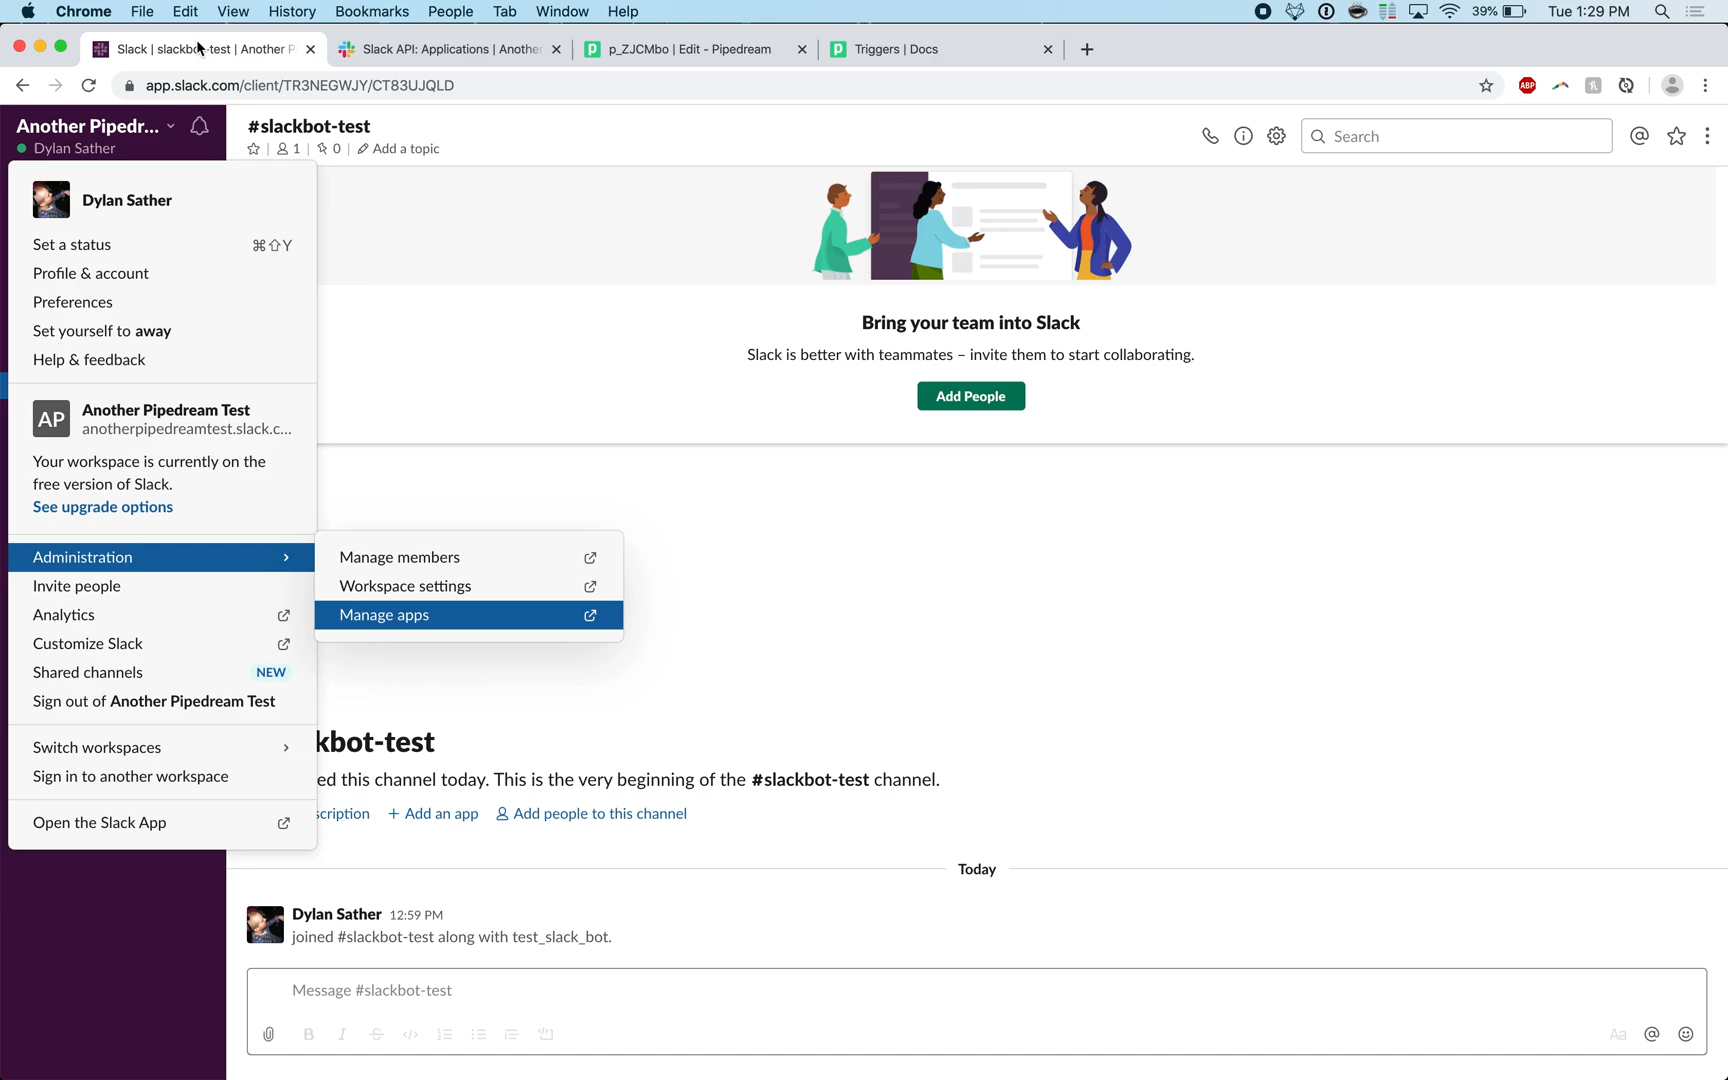 Chrome File Edit View History Bookmarks People Tab Window Help 39% Tue 1:29 PM
Slack | slackbot-test | Another P
Slack API: Applications | Another
p_ZJCMbo | Edit - Pipedream
Triggers | Docs
app.slack.com/client/TR3NEGWJY/CT83UJQLD
ABP
Another Pipedr...
Dylan Sather
#slackbot-test
1 | 0 | Add a topic
Search
Dylan Sather
Set a status ⌘⇧Y
Profile & account
Preferences
Set yourself to away
Help & feedback
AP
Another Pipedream Test
anotherpipedreamtest.slack.c...
Your workspace is currently on the
free version of Slack.
See upgrade options
Administration
Invite people
Analytics
Customize Slack
Shared channels NEW
Sign out of Another Pipedream Test
Switch workspaces
Sign in to another workspace
Open the Slack App
Manage members
Workspace settings
Manage apps
Bring your team into Slack
Slack is better with teammates – invite them to start collaborating.
Add People
kbot-test
ed this channel today. This is the very beginning of the #slackbot-test channel.
scription + Add an app Add people to this channel
Today
Dylan Sather 12:59 PM
joined #slackbot-test along with test_slack_bot.
Message #slackbot-test
B I S </> Aa @